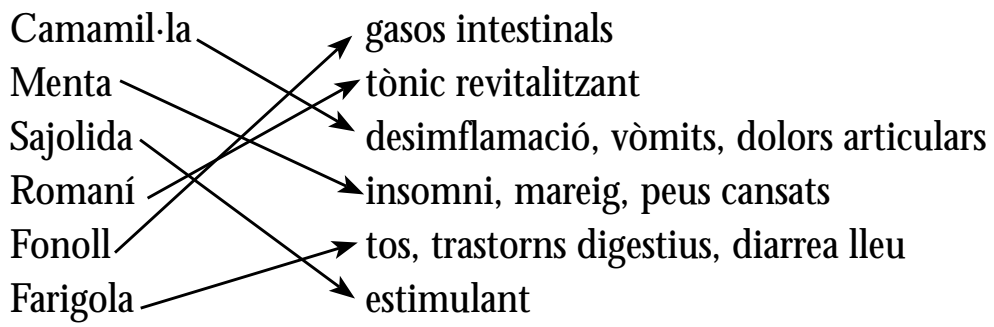 Camamil·la gasos intestinals
Menta tònic revitalitzant
Sajolida desimflamació, vòmits, dolors articulars
Romaní insomni, mareig, peus cansats
Fonoll tos, trastorns digestius, diarrea lleu
Farigola estimulant